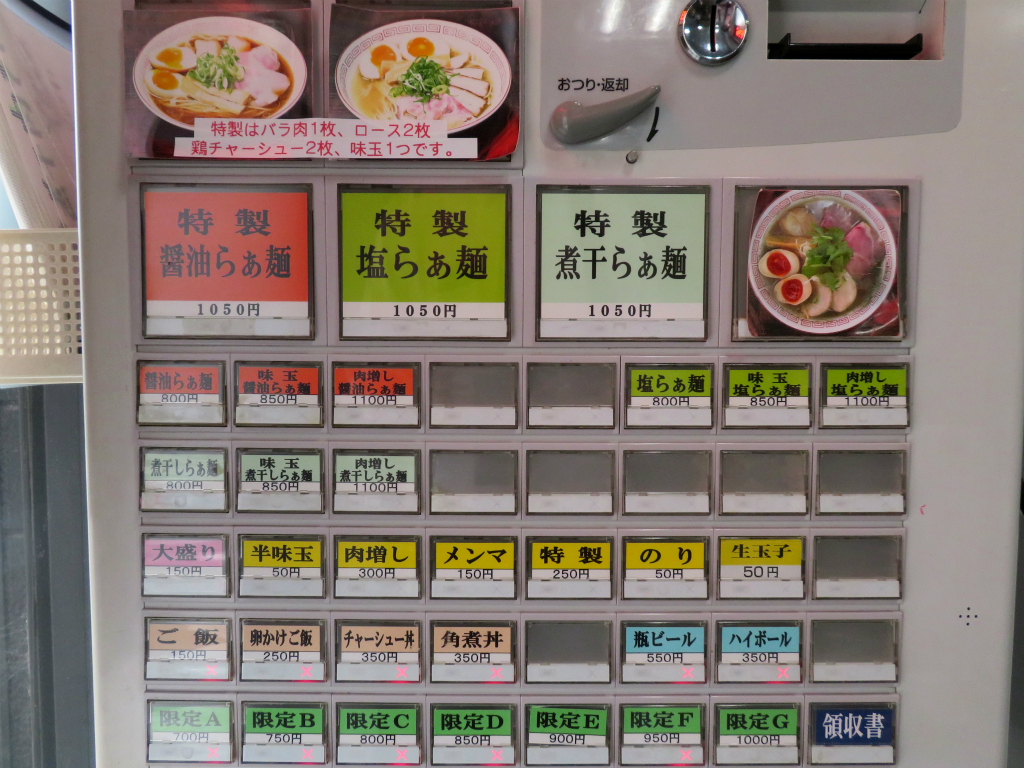 おつり・返却
特製はバラ肉1枚、ロース2枚
鶏チャーシュー2枚、味玉1つです。
特製
醤油らぁ麺
1050円
特製
塩らぁ麺
1050円
特製
煮干らぁ麺
1050円
醤油らぁ麺
800円
味玉
醤油らぁ麺
850円
肉増し
醤油らぁ麺
1100円
塩らぁ麺
800円
味玉
塩らぁ麺
850円
肉増し
塩らぁ麺
1100円
煮干しらぁ麺
800円
味玉
煮干しらぁ麺
850円
肉増し
煮干しらぁ麺
1100円
大盛り
150円
半味玉
50円
肉増し
300円
メンマ
150円
特製
250円
のり
50円
生玉子
50円
ご飯
150円
卵かけご飯
250円
チャーシュー丼
350円
角煮丼
350円
瓶ビール
550円
ハイボール
350円
限定A
700円
限定B
750円
限定C
800円
限定D
850円
限定E
900円
限定F
950円
限定G
1000円
領収書